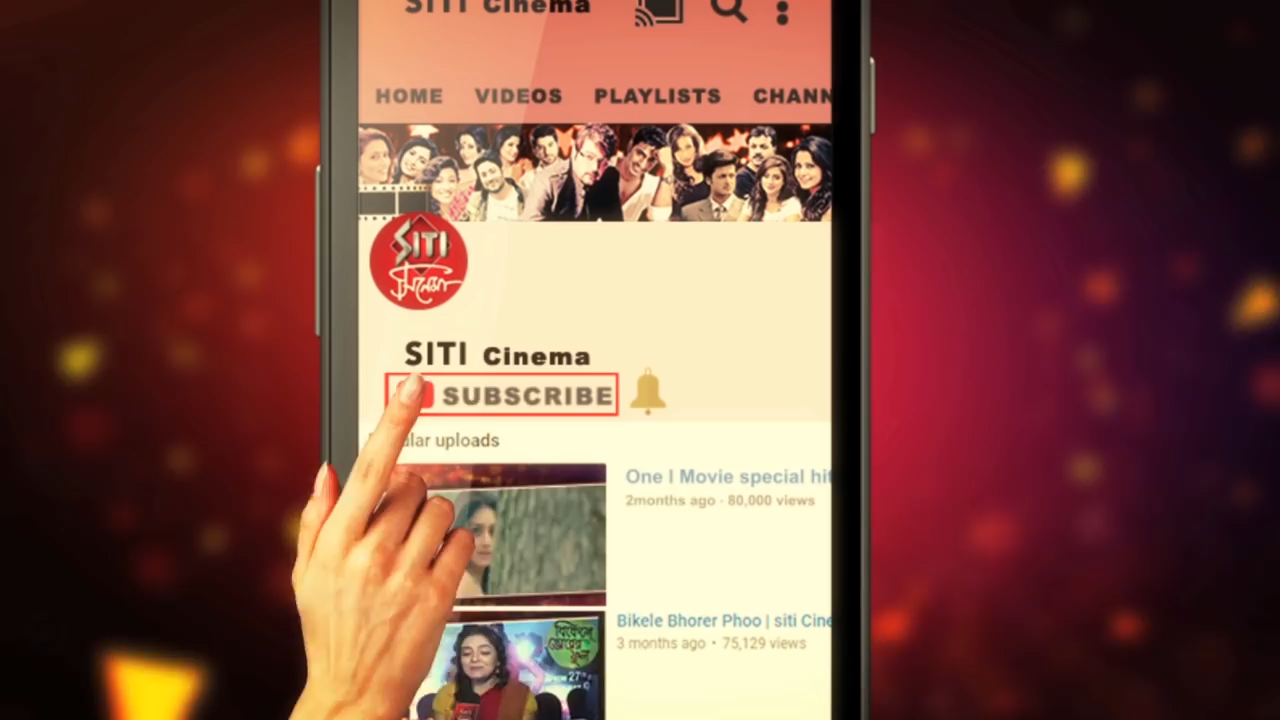 SITI Cinema
HOME VIDEOS PLAYLISTS CHANN
SITI
সিনেমা
SITI Cinema
SUBSCRIBE
ular uploads
One I Movie special hit
2months ago · 80,000 views
Bikele Bhorer Phoo | siti Cine
3 months ago • 75,129 views
বিকেলে
ভোরের
ফুল